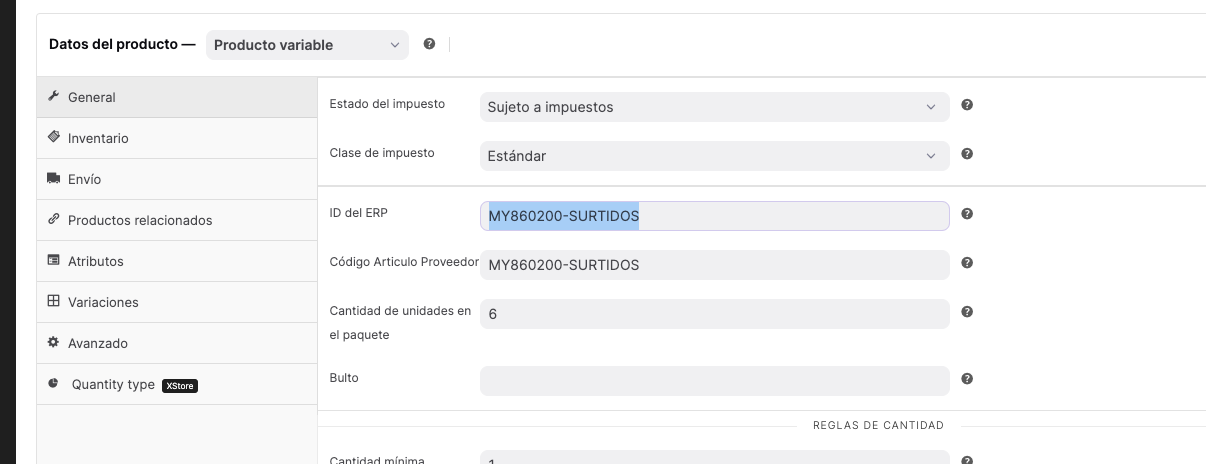 Datos del producto — Producto variable
General
Inventario
Envío
Productos relacionados
Atributos
Variaciones
Avanzado
Quantity type XStore
Estado del impuesto Sujeto a impuestos
Clase de impuesto Estándar
ID del ERP MY860200-SURTIDOS
Código Articulo Proveedor MY860200-SURTIDOS
Cantidad de unidades en 6
el paquete
Bulto
REGLAS DE CANTIDAD
Cantidad mínima 1